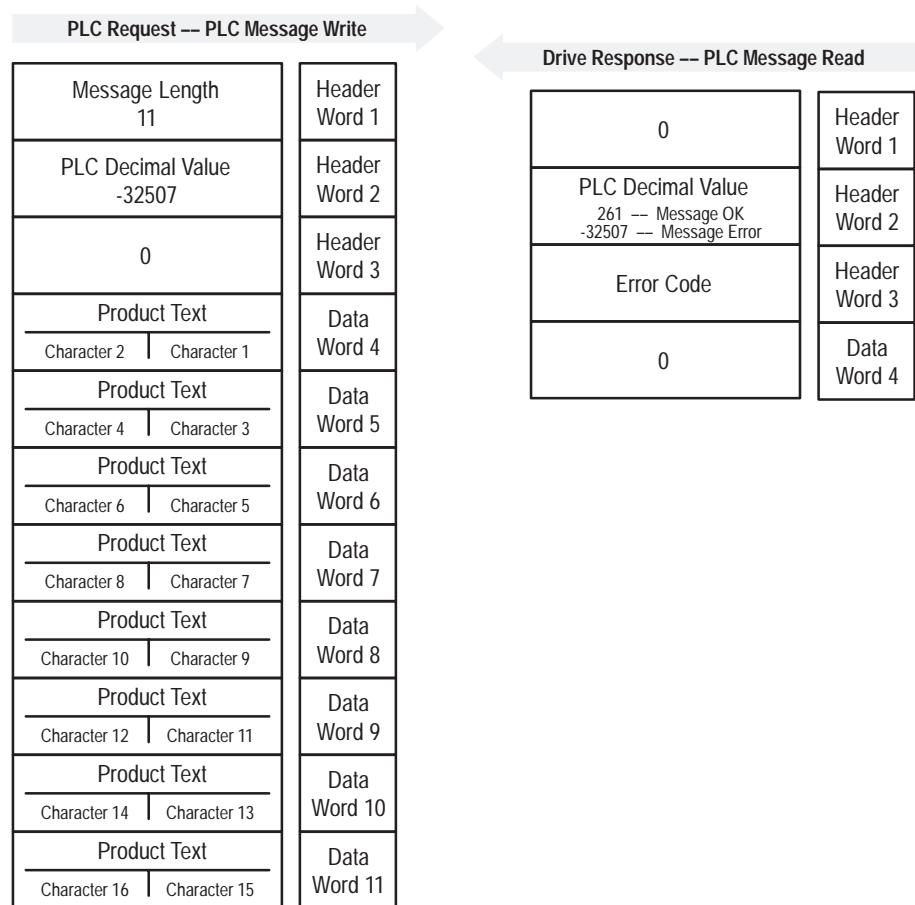 PLC Request –– PLC Message Write
Message Length
11
Header
Word 1
PLC Decimal Value
-32507
Header
Word 2
0
Header
Word 3
Product Text
Character 2 Character 1
Data
Word 4
Product Text
Character 4 Character 3
Data
Word 5
Product Text
Character 6 Character 5
Data
Word 6
Product Text
Character 8 Character 7
Data
Word 7
Product Text
Character 10 Character 9
Data
Word 8
Product Text
Character 12 Character 11
Data
Word 9
Product Text
Character 14 Character 13
Data
Word 10
Product Text
Character 16 Character 15
Data
Word 11
Drive Response –– PLC Message Read
0
Header
Word 1
PLC Decimal Value
261 –– Message OK
-32507 –– Message Error
Header
Word 2
Error Code
Header
Word 3
0
Data
Word 4